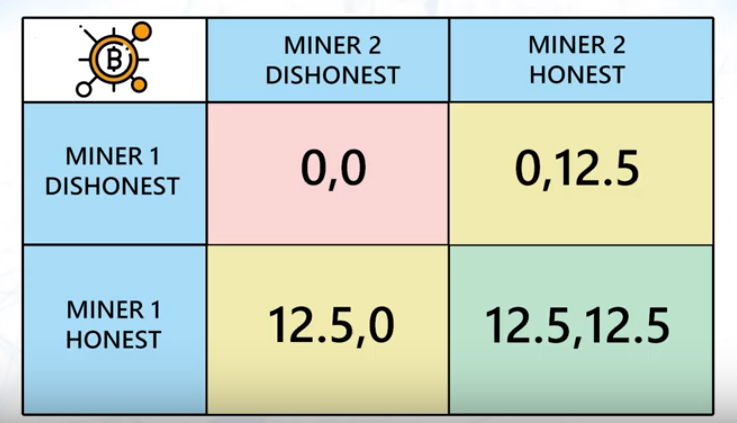 MINER 2
DISHONEST
MINER 2
HONEST
MINER 1
DISHONEST
0,0
0,12.5
MINER 1
HONEST
12.5,0
12.5,12.5